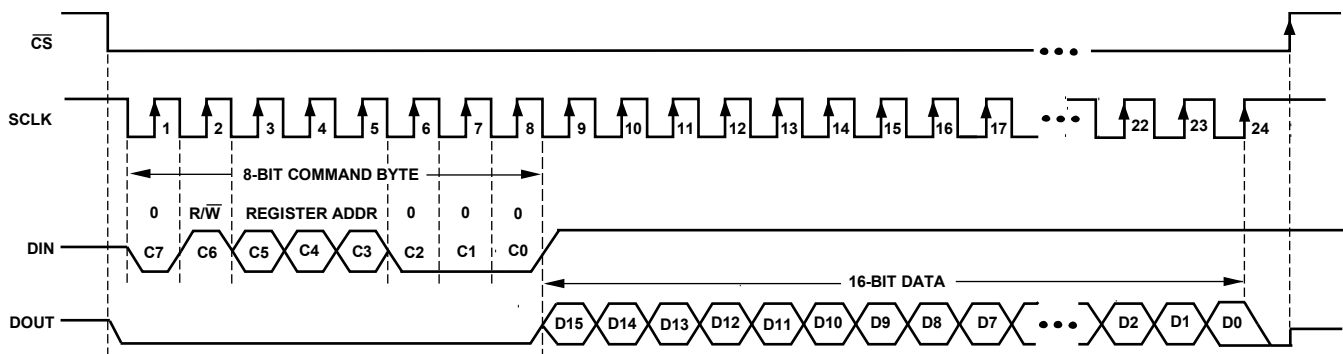 CS
SCLK
1 2 3 4 5 6 7 8 9 10 11 12 13 14 15 16 17 22 23 24
8-BIT COMMAND BYTE
0 R/W REGISTER ADDR 0 0 0
DIN C7 C6 C5 C4 C3 C2 C1 C0
16-BIT DATA
DOUT D15 D14 D13 D12 D11 D10 D9 D8 D7 D2 D1 D0